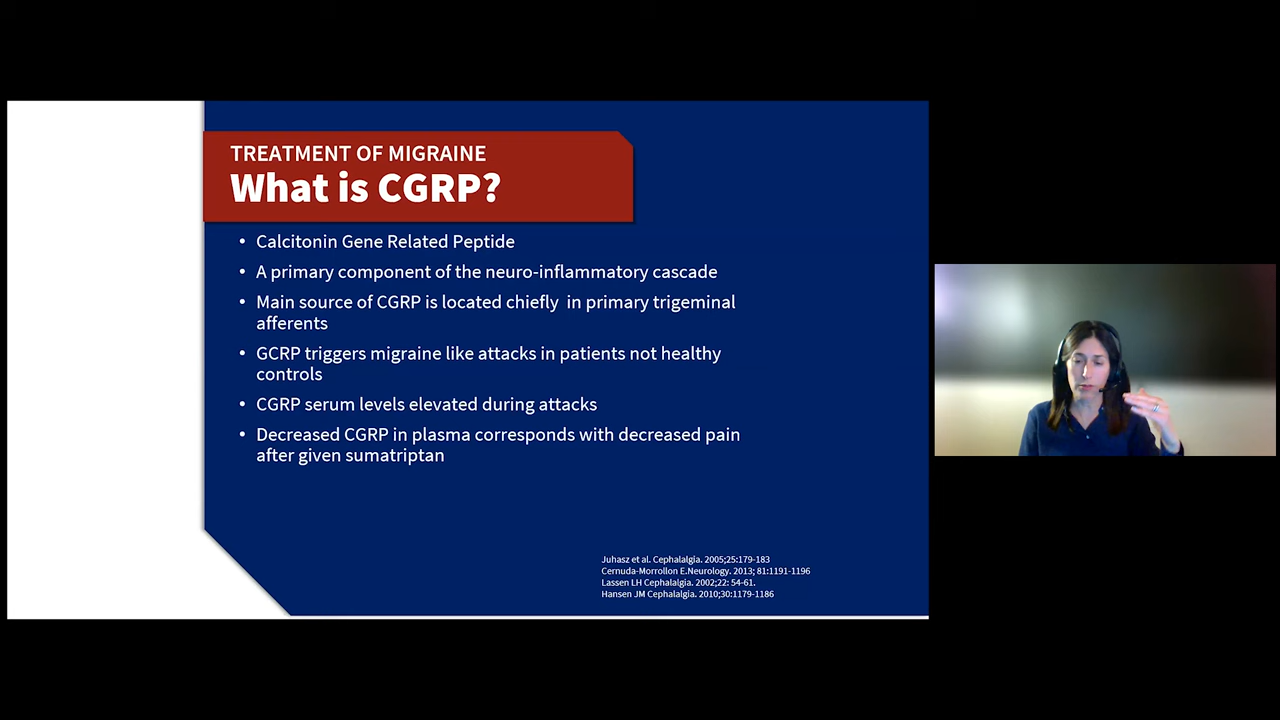 TREATMENT OF MIGRAINE
What is CGRP?
• Calcitonin Gene Related Peptide
• A primary component of the neuro-inflammatory cascade
• Main source of CGRP is located chiefly  in primary trigeminal
afferents
• GCRP triggers migraine like attacks in patients not healthy
controls
• CGRP serum levels elevated during attacks
• Decreased CGRP in plasma corresponds with decreased pain
after given sumatriptan
Juhasz et al. Cephalalgia. 2005;25:179-183
Cernuda-Morrollon E.Neurology. 2013; 81:1191-1196
Lassen LH Cephalalgia. 2002;22: 54-61.
Hansen JM Cephalalgia. 2010;30:1179-1186